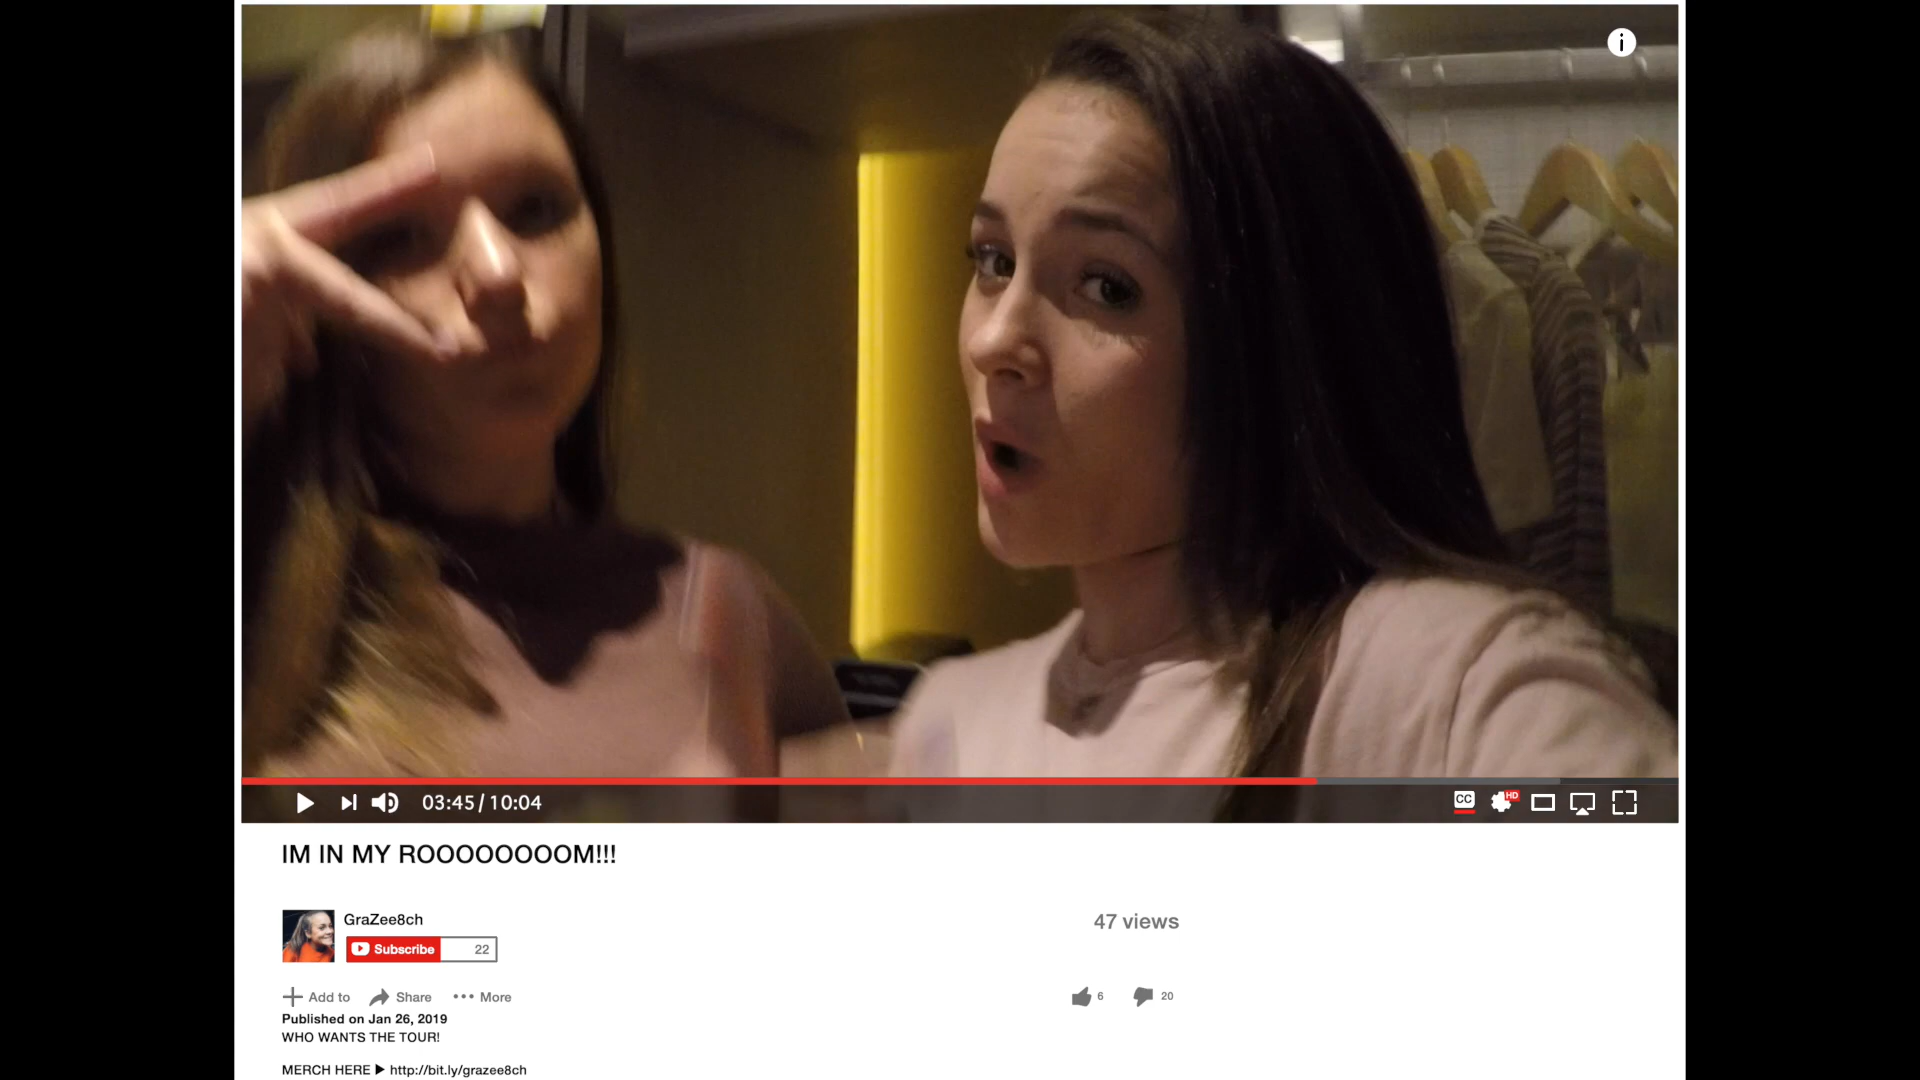 i
03:45 / 10:04
CC
HD
IM IN MY ROOOOOOOOM!!!
GraZee8ch
47 views
Subscribe 22
Add to Share More
6 20
Published on Jan 26, 2019
WHO WANTS THE TOUR!
MERCH HERE ▶ http://bit.ly/grazee8ch